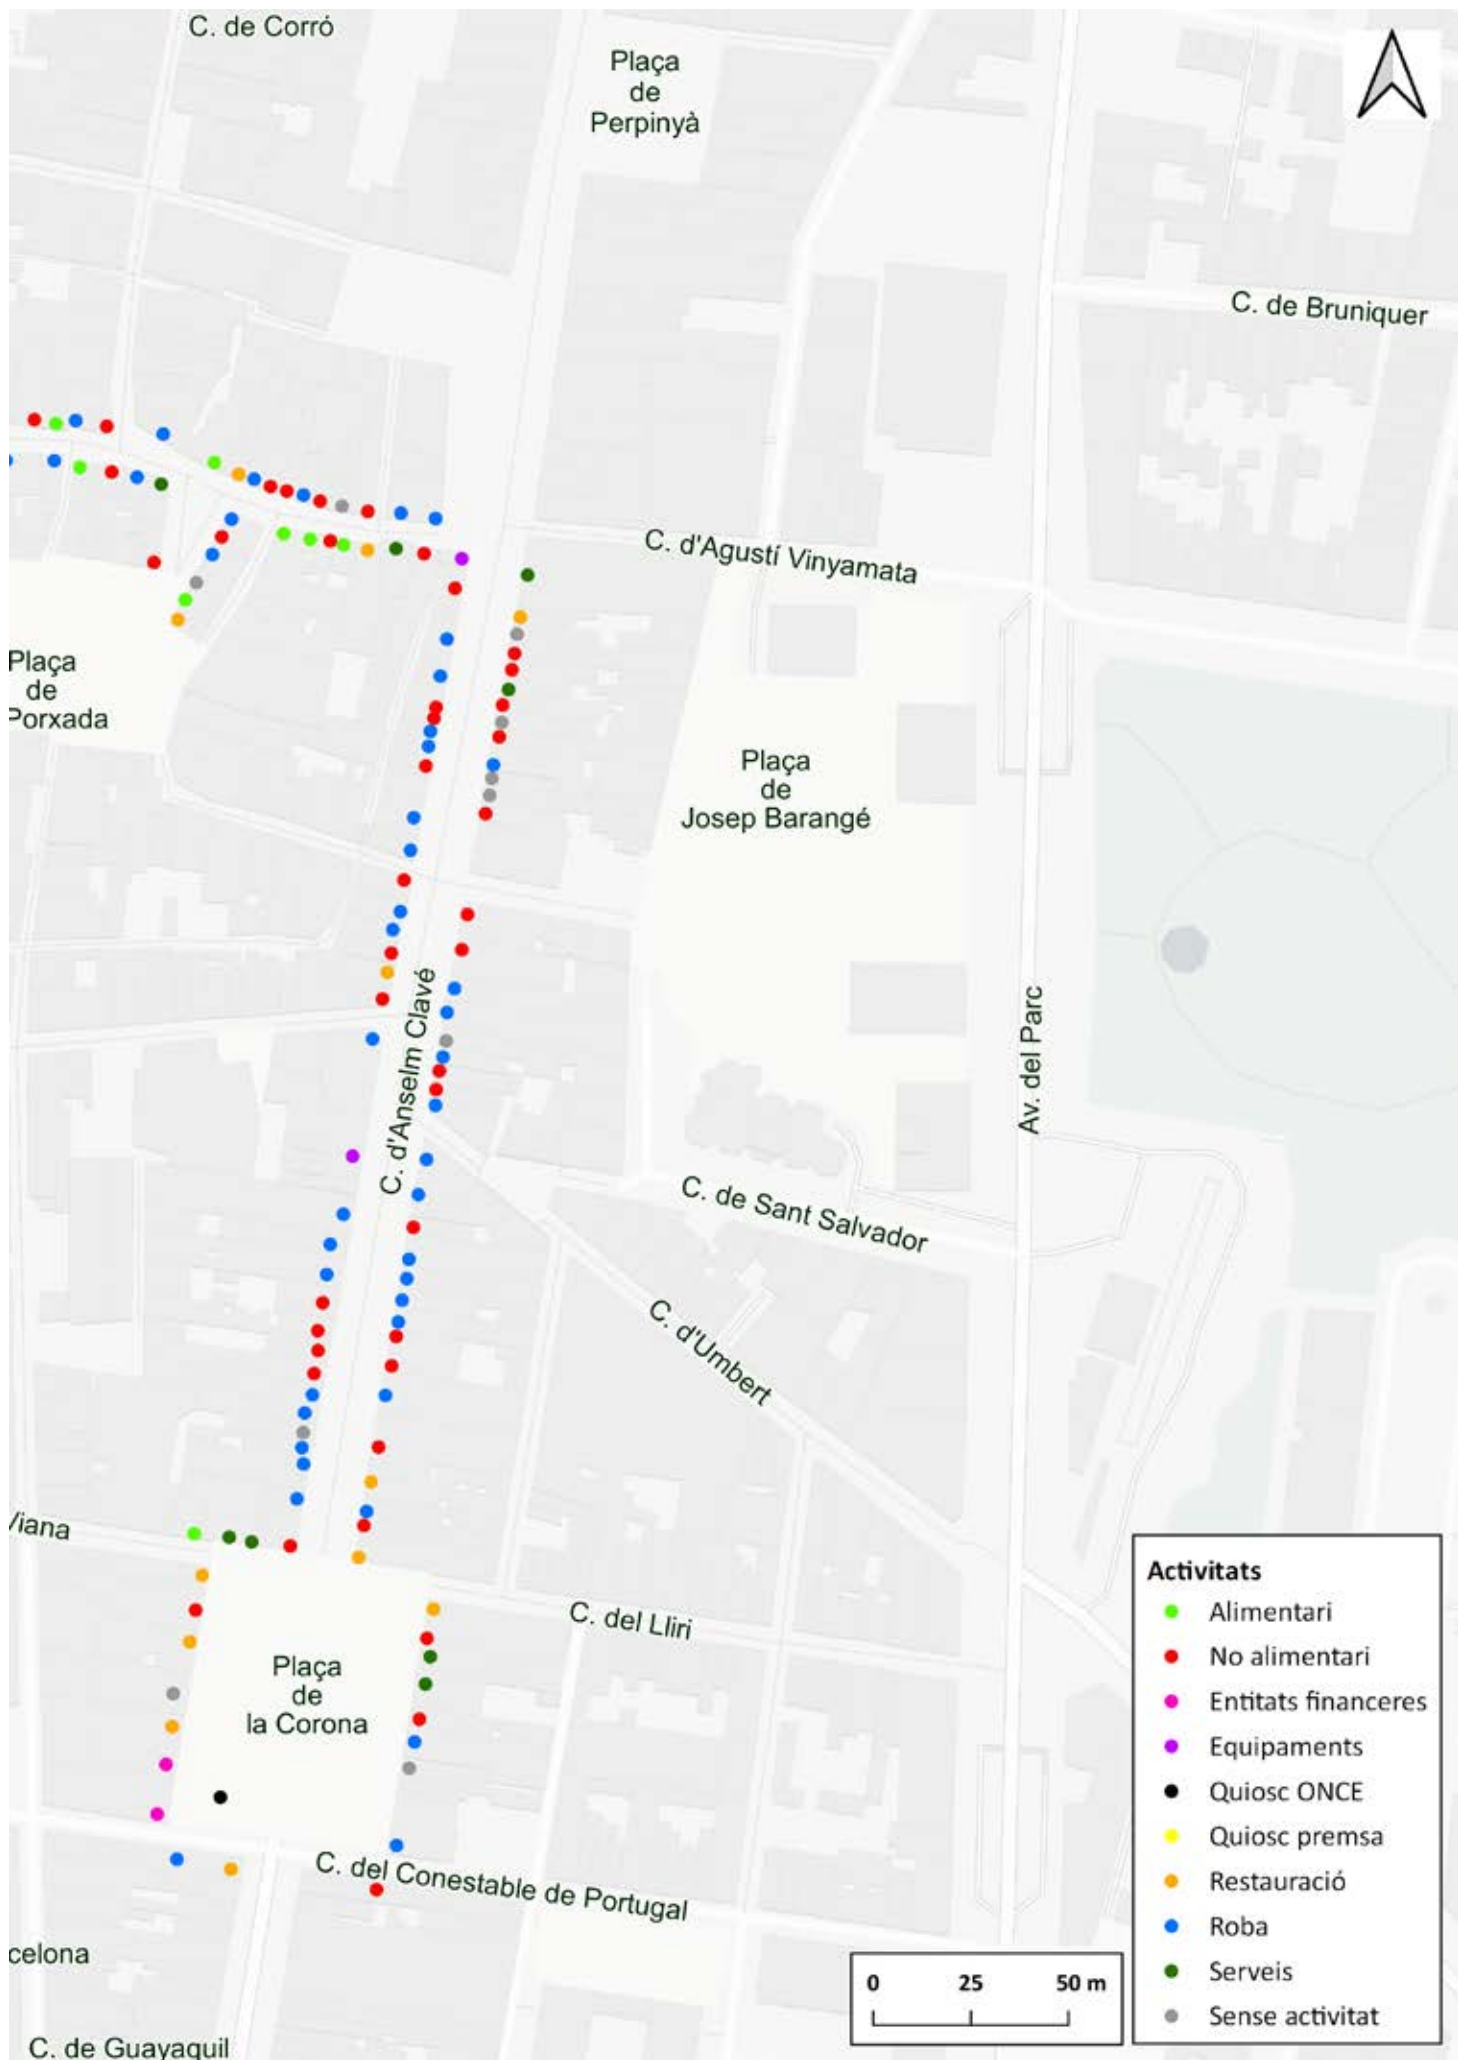 C. de Corró
Plaça
de
Perpinyà
C. de Bruniquer
C. d'Agustí Vinyamata
Plaça
de
Porxada
Plaça
de
Josep Barangé
C. d'Anselm Clavé
Av. del Parc
C. de Sant Salvador
C. d'Umbert
Viana
C. del Lliri
Plaça
de
la Corona
C. del Conestable de Portugal
celona
C. de Guayaquil
0 25 50 m
Activitats
Alimentari
No alimentari
Entitats financeres
Equipaments
Quiosc ONCE
Quiosc premsa
Restauració
Roba
Serveis
Sense activitat